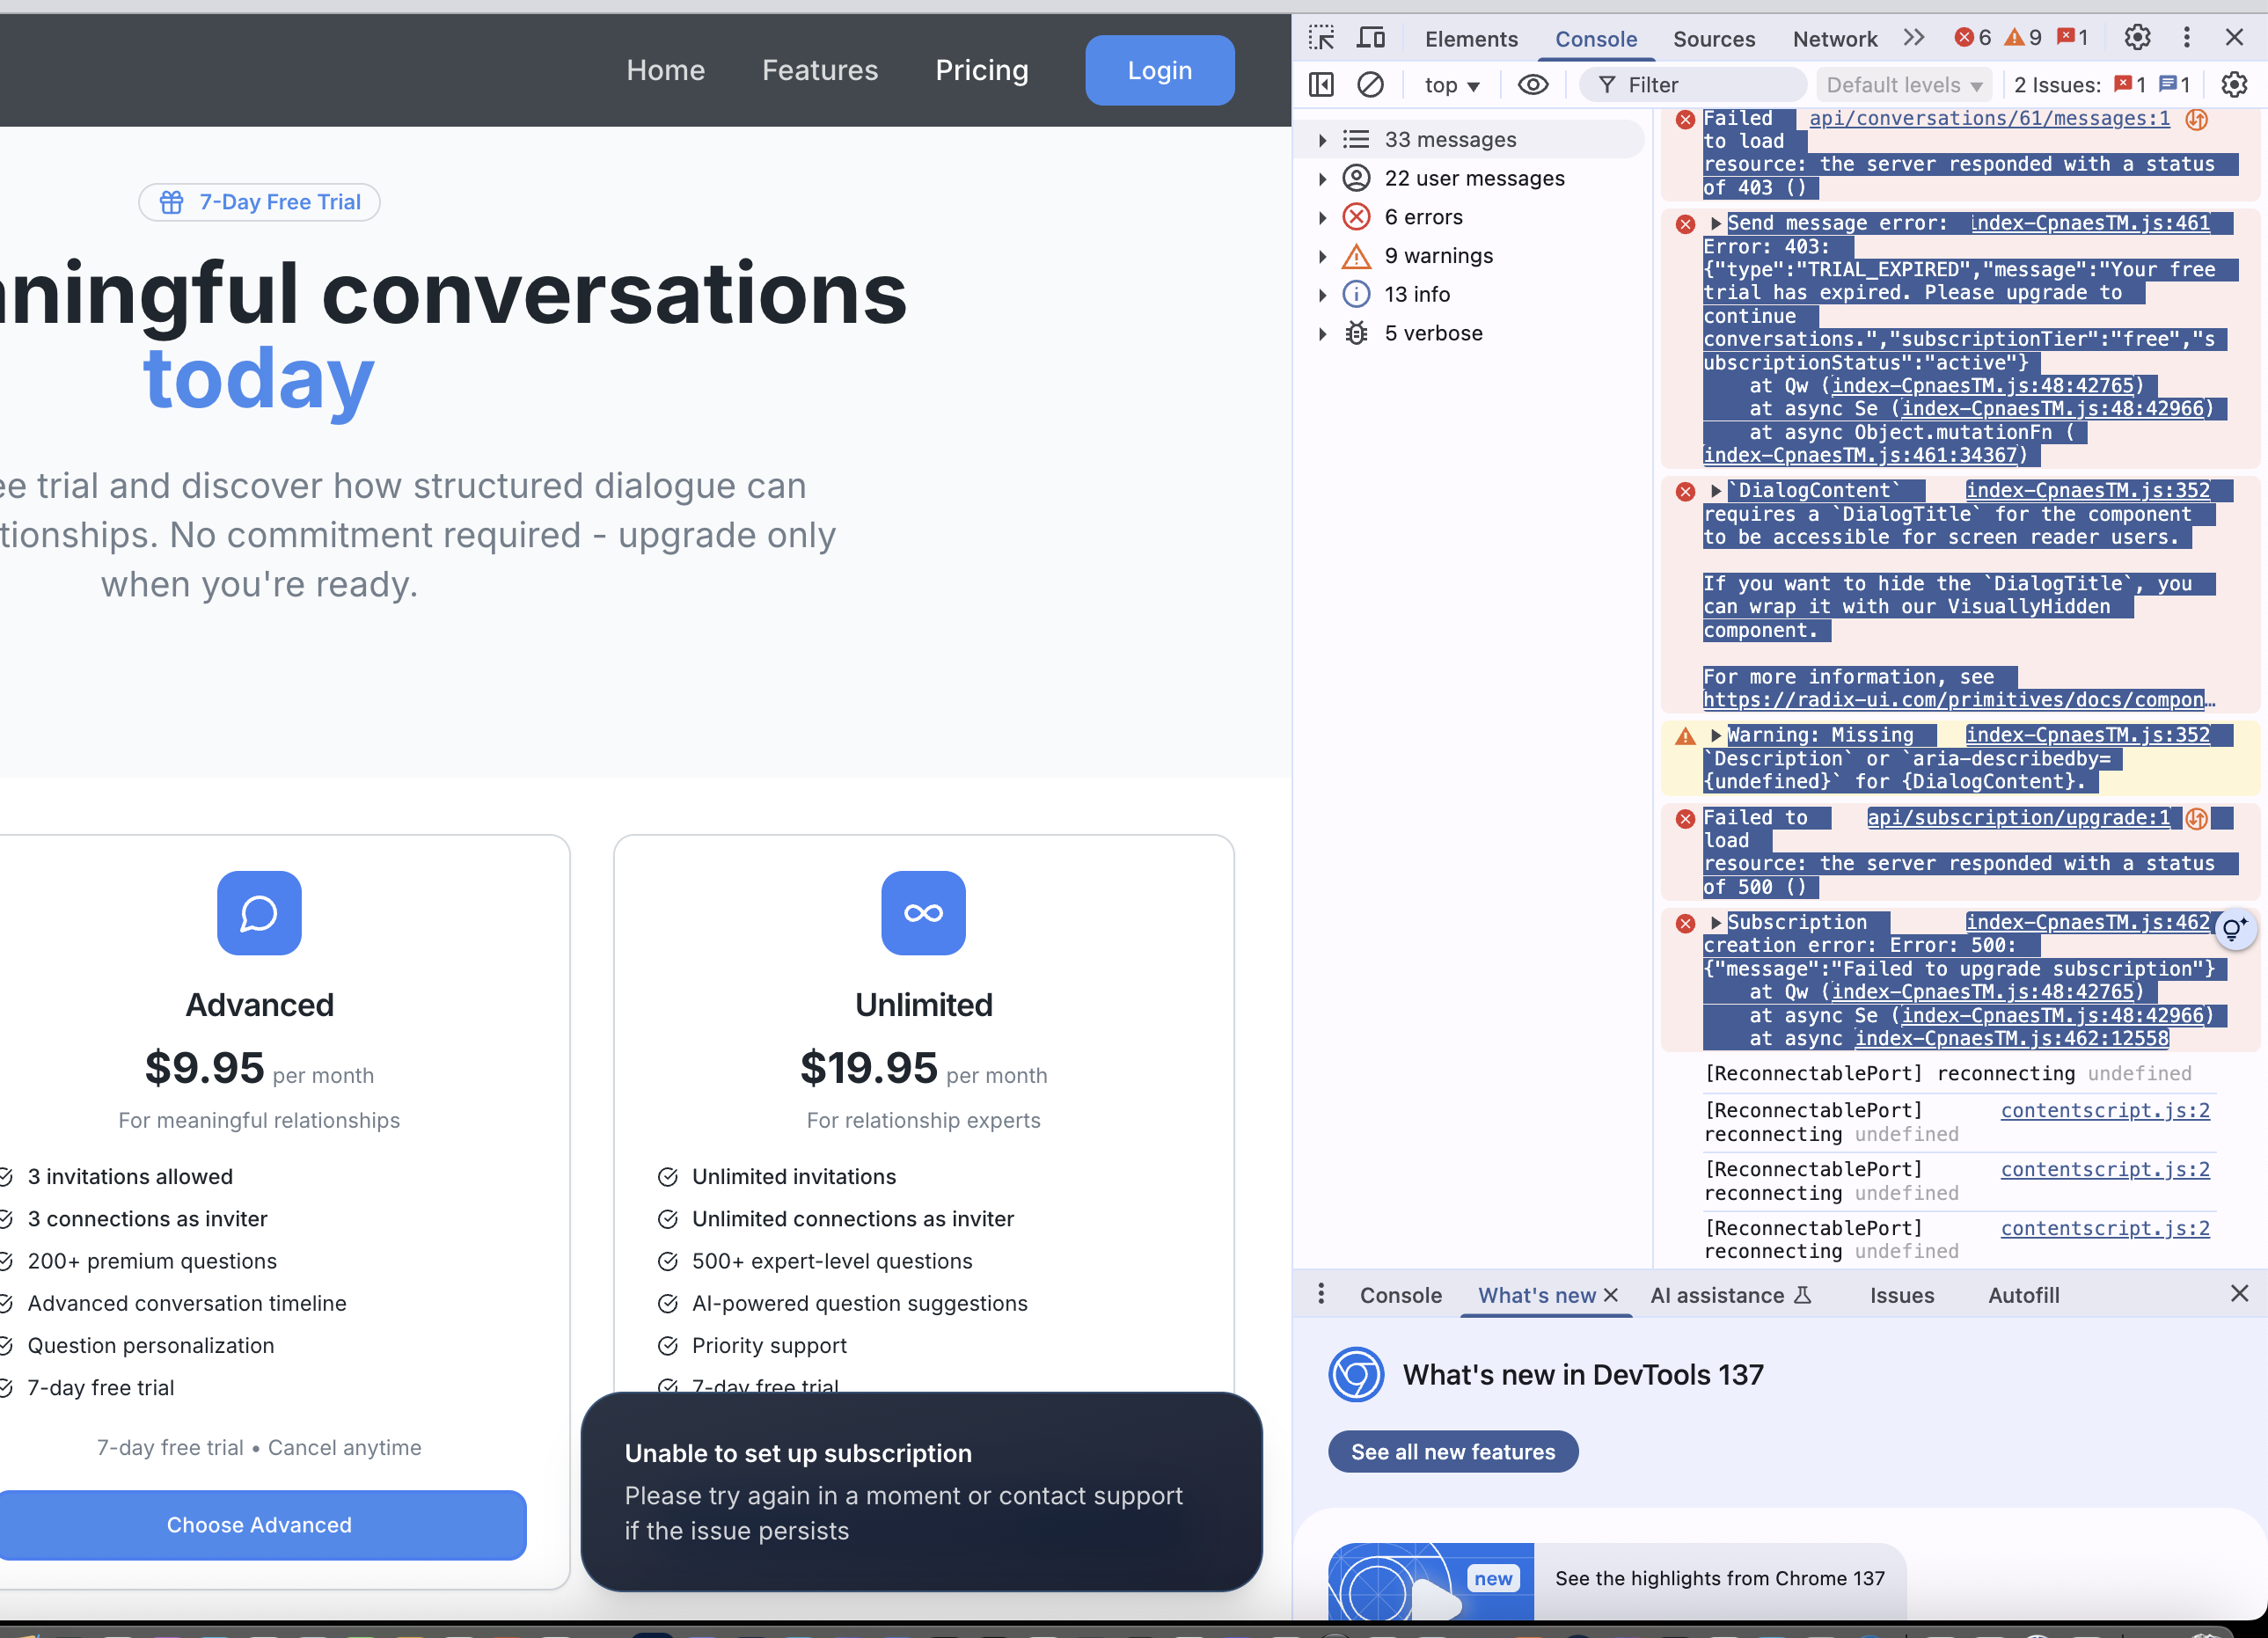 Home
Features
Pricing
Login
7-Day Free Trial
ningful conversations
today
ee trial and discover how structured dialogue can
tionships. No commitment required - upgrade only
when you're ready.
Advanced
$9.95 per month
For meaningful relationships
3 invitations allowed
3 connections as inviter
200+ premium questions
Advanced conversation timeline
Question personalization
7-day free trial
7-day free trial • Cancel anytime
Choose Advanced
Unlimited
$19.95 per month
For relationship experts
Unlimited invitations
Unlimited connections as inviter
500+ expert-level questions
AI-powered question suggestions
Priority support
7-day free trial
Unable to set up subscription
Please try again in a moment or contact support
if the issue persists
Elements
Console
Sources
Network
6
9
1
top
Filter
Default levels
2 Issues: 1 1
33 messages
22 user messages
6 errors
9 warnings
13 info
5 verbose
Failed api/conversations/61/messages:1
to load
resource: the server responded with a status
of 403 ()
Send message error: index-CpnaesTM.js:461
Error: 403:
{"type":"TRIAL_EXPIRED","message":"Your free
trial has expired. Please upgrade to
continue
conversations.","subscriptionTier":"free","s
ubscriptionStatus":"active"}
at Qw (index-CpnaesTM.js:48:42765)
at async Se (index-CpnaesTM.js:48:42966)
at async Object.mutationFn (
index-CpnaesTM.js:461:34367)
`DialogContent` index-CpnaesTM.js:352
requires a `DialogTitle` for the component
to be accessible for screen reader users.
If you want to hide the `DialogTitle`, you
can wrap it with our VisuallyHidden
component.
For more information, see
https://radix-ui.com/primitives/docs/compon…
Warning: Missing index-CpnaesTM.js:352
`Description` or `aria-describedby=
{undefined}` for {DialogContent}.
Failed to api/subscription/upgrade:1
load
resource: the server responded with a status
of 500 ()
Subscription index-CpnaesTM.js:462
creation error: Error: 500:
{"message":"Failed to upgrade subscription"}
at Qw (index-CpnaesTM.js:48:42765)
at async Se (index-CpnaesTM.js:48:42966)
at async index-CpnaesTM.js:462:12558
[ReconnectablePort] reconnecting undefined
[ReconnectablePort] contentscript.js:2
reconnecting undefined
[ReconnectablePort] contentscript.js:2
reconnecting undefined
[ReconnectablePort] contentscript.js:2
reconnecting undefined
Console
What's new
AI assistance
Issues
Autofill
What's new in DevTools 137
See all new features
new
See the highlights from Chrome 137